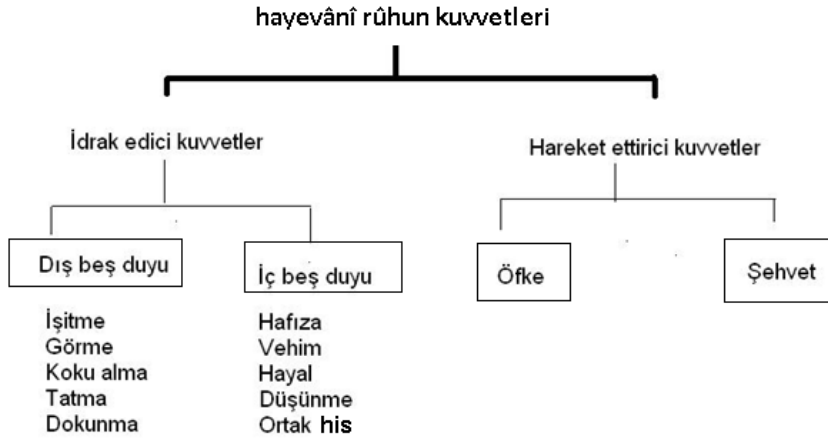 hayevânî rûhun kuvvetleri
İdrak edici kuvvetler
Hareket ettirici kuvvetler
Dış beş duyu
İç beş duyu
Öfke
Şehvet
İşitme
Görme
Koku alma
Tatma
Dokunma
Hafıza
Vehim
Hayal
Düşünme
Ortak his